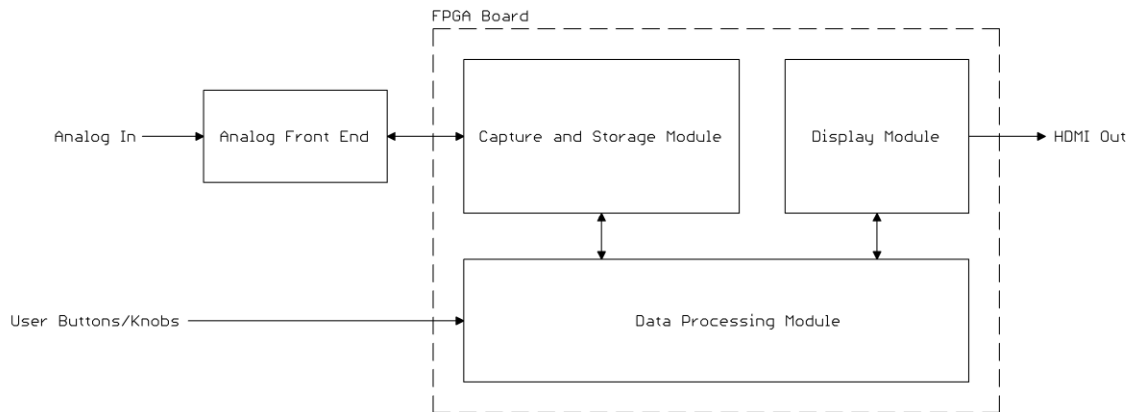 FPGA Board
Analog In
Analog Front End
Capture and Storage Module
Display Module
HDMI Out
User Buttons/Knobs
Data Processing Module